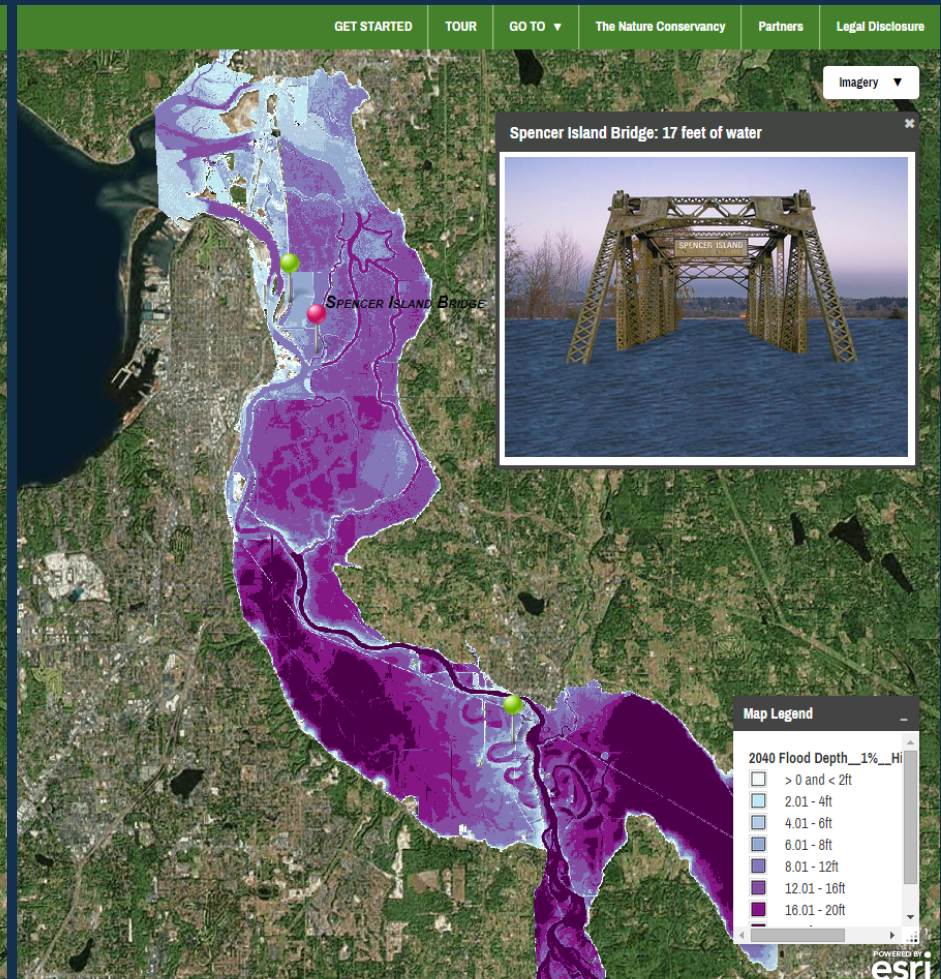 GET STARTED
TOUR
GO TO ▼
The Nature Conservancy
Partners
Legal Disclosure
Imagery ▼
Spencer Island Bridge: 17 feet of water
SPENCER ISLAND
SPENCER ISLAND BRIDGE
Map Legend
2040 Flood Depth__1%__Hi
> 0 and < 2ft
2.01 - 4ft
4.01 - 6ft
6.01 - 8ft
8.01 - 12ft
12.01 - 16ft
16.01 - 20ft
POWERED BY
esri